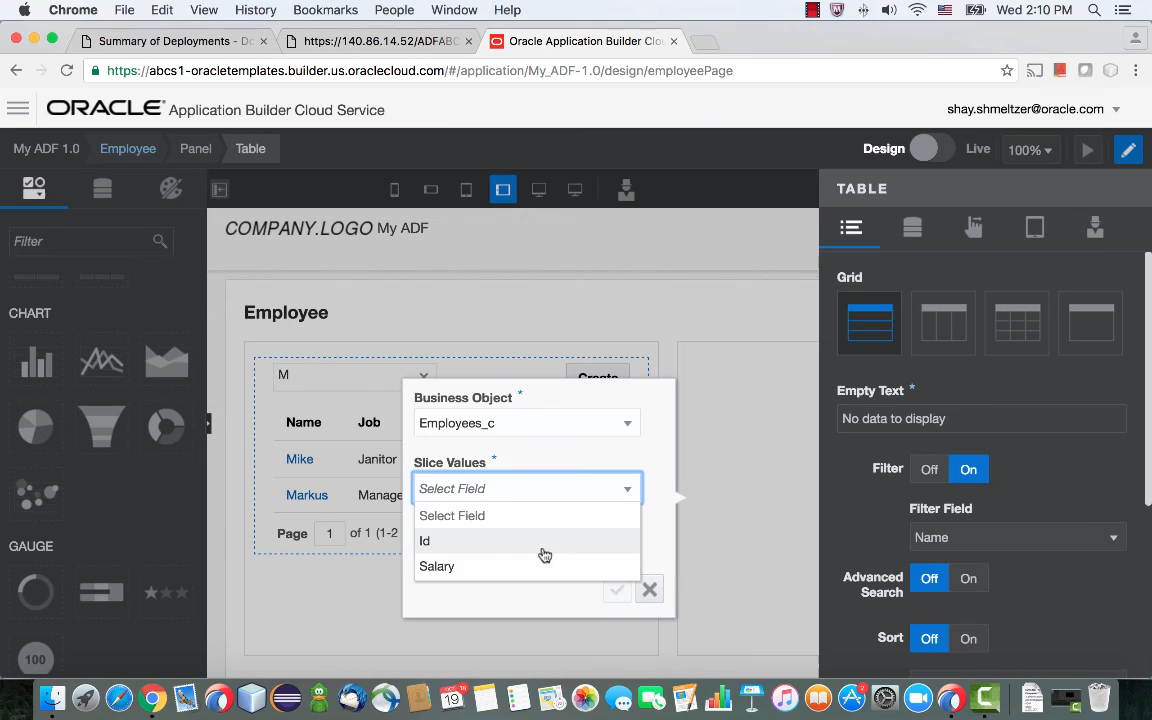 Chrome File Edit View History Bookmarks People Window Help Wed 2:10 PM
Summary of Deployments - Do
https://140.86.14.52/ADFABC
Oracle Application Builder Clou
https://abcs1-oracletemplates.builder.us.oraclecloud.com/#/application/My_ADF-1.0/design/employeePage
ORACLE® Application Builder Cloud Service
shay.shmeltzer@oracle.com
My ADF 1.0 Employee Panel Table
Design Live 100%
TABLE
Filter
COMPANY.LOGO My ADF
CHART
GAUGE
100
Employee
M
Create
Name Job
Mike Janitor
Markus Manage
Page 1 of 1 (1-2
Business Object *
Employees_c
Slice Values *
Select Field
Select Field
Id
Salary
Grid
Empty Text *
No data to display
Filter Off On
Filter Field
Name
Advanced
Search
Off On
Sort Off On